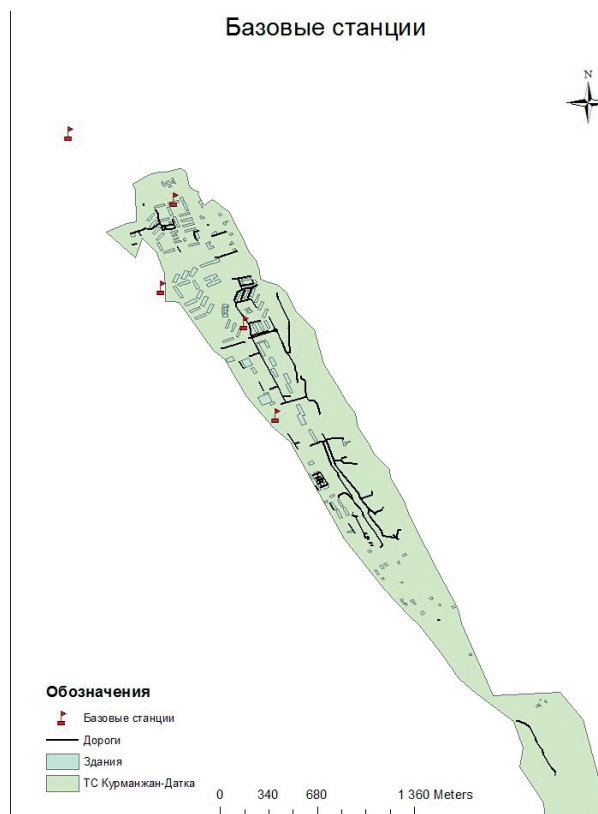 Базовые станции
N
Обозначения
Базовые станции
Дороги
Здания
ТС Курманжан-Датка
0 340 680 1 360 Meters